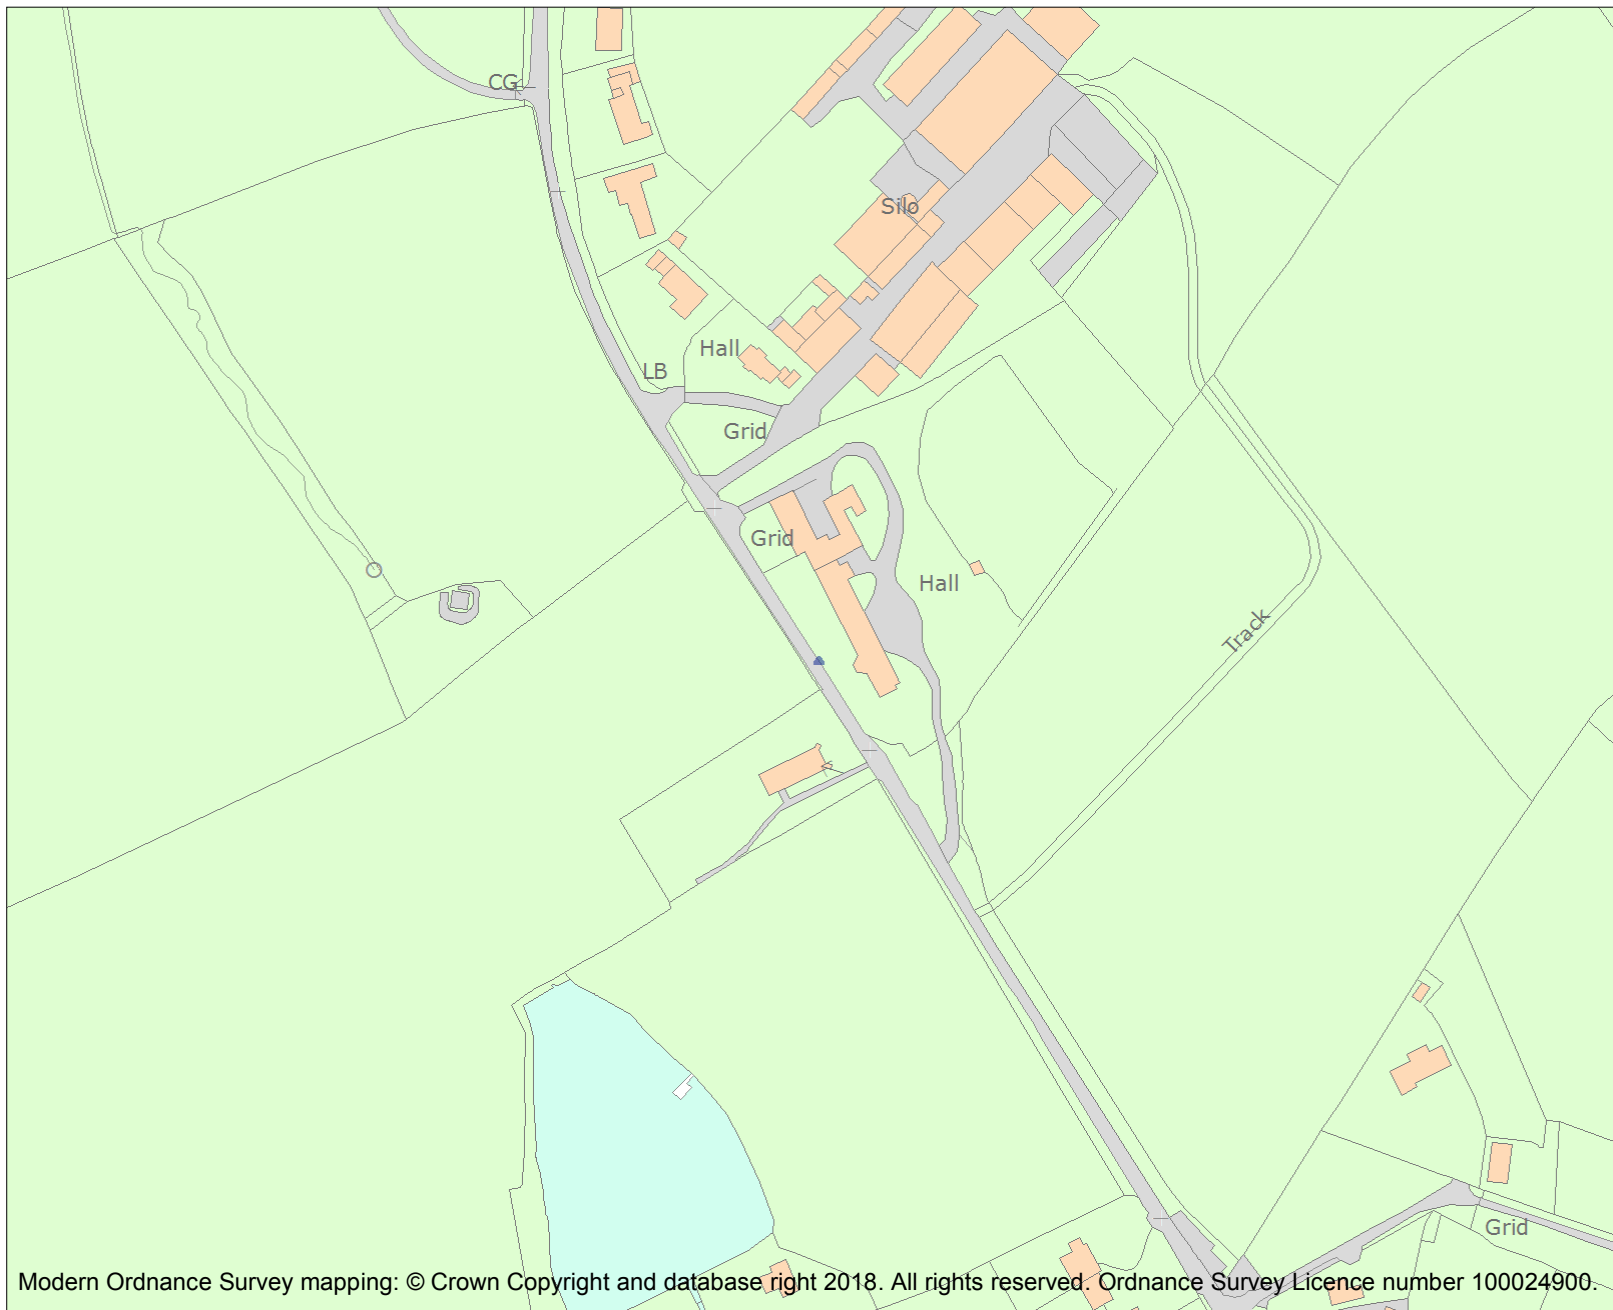 CG
Silo
Hall
LB
Grid
Grid
Hall
Track
Grid
Modern Ordnance Survey mapping: © Crown Copyright and database right 2018. All rights reserved. Ordnance Survey Licence number 100024900.